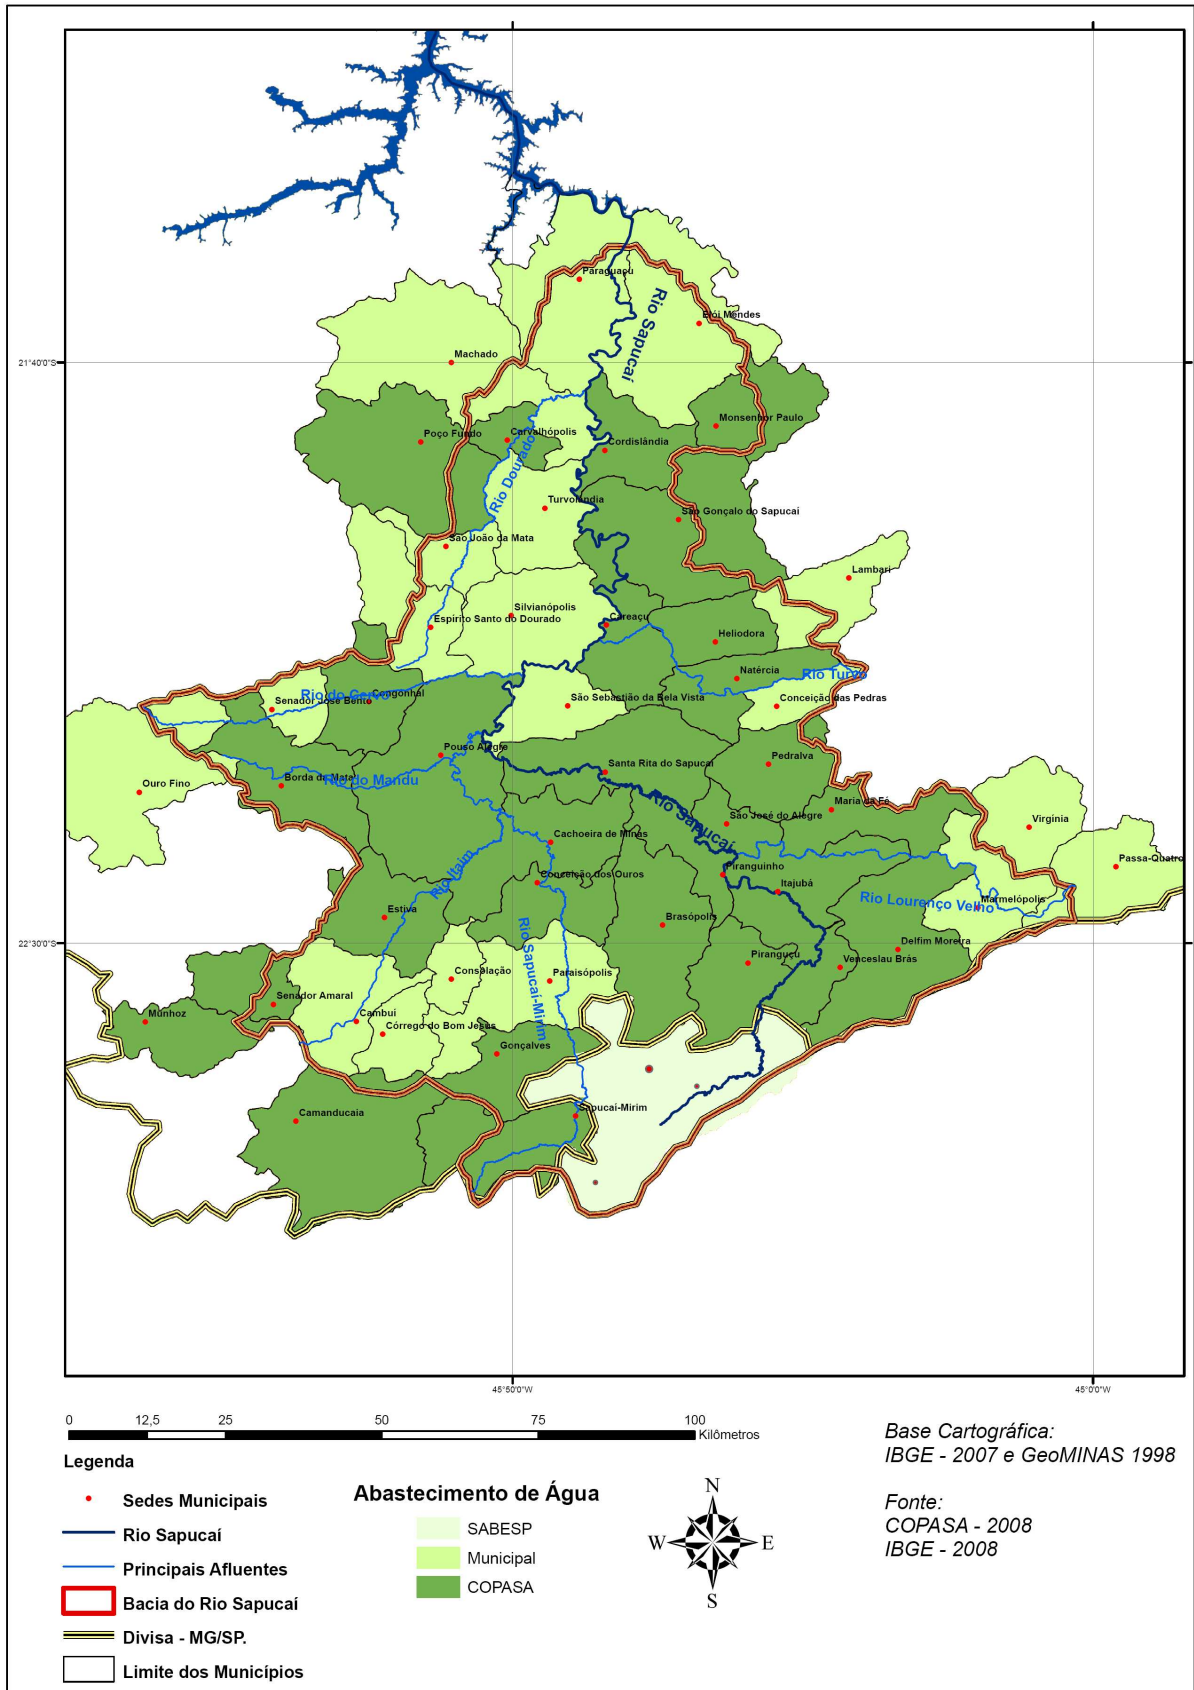 Paraguaçu
Elói Mendes
Rio Sapucaí
21°40'0"S
Machado
Monsenhor Paulo
Poço Fundo
Carvalhópolis
Cordislândia
Rio Dourado
Turvolândia
São Gonçalo do Sapucaí
São João da Mata
Lambari
Silvianópolis
Espírito Santo do Dourado
Careaçu
Heliodora
Natércia
Rio Turvo
Rio do Cervo
Congonhal
Senador José Bento
São Sebastião da Bela Vista
Conceição das Pedras
Pouso Alegre
Santa Rita do Sapucaí
Pedralva
Ouro Fino
Borda da Mata
Rio do Mandu
Rio Sapucaí
Maria da Fé
São José do Alegre
Virgínia
Cachoeira de Minas
Passa-Quatro
Rio Itaim
Conceição dos Ouros
Piranguinho
Itajubá
Rio Lourenço Velho
Marmelópolis
Estiva
Brasópolis
22°30'0"S
Rio Sapucaí-Mirim
Delfim Moreira
Consolação
Paraisópolis
Piranguçu
Venceslau Brás
Senador Amaral
Munhoz
Cambuí
Córrego do Bom Jesus
Gonçalves
Camanducaia
Sapucaí-Mirim
45°50'0"W
45°0'0"W
0 12,5 25 50 75 100
Kilômetros
Legenda
Sedes Municipais
Rio Sapucaí
Principais Afluentes
Bacia do Rio Sapucaí
Divisa - MG/SP.
Limite dos Municípios
Abastecimento de Água
SABESP
Municipal
COPASA
N
W
E
S
Base Cartográfica:
IBGE - 2007 e GeoMINAS 1998
Fonte:
COPASA - 2008
IBGE - 2008